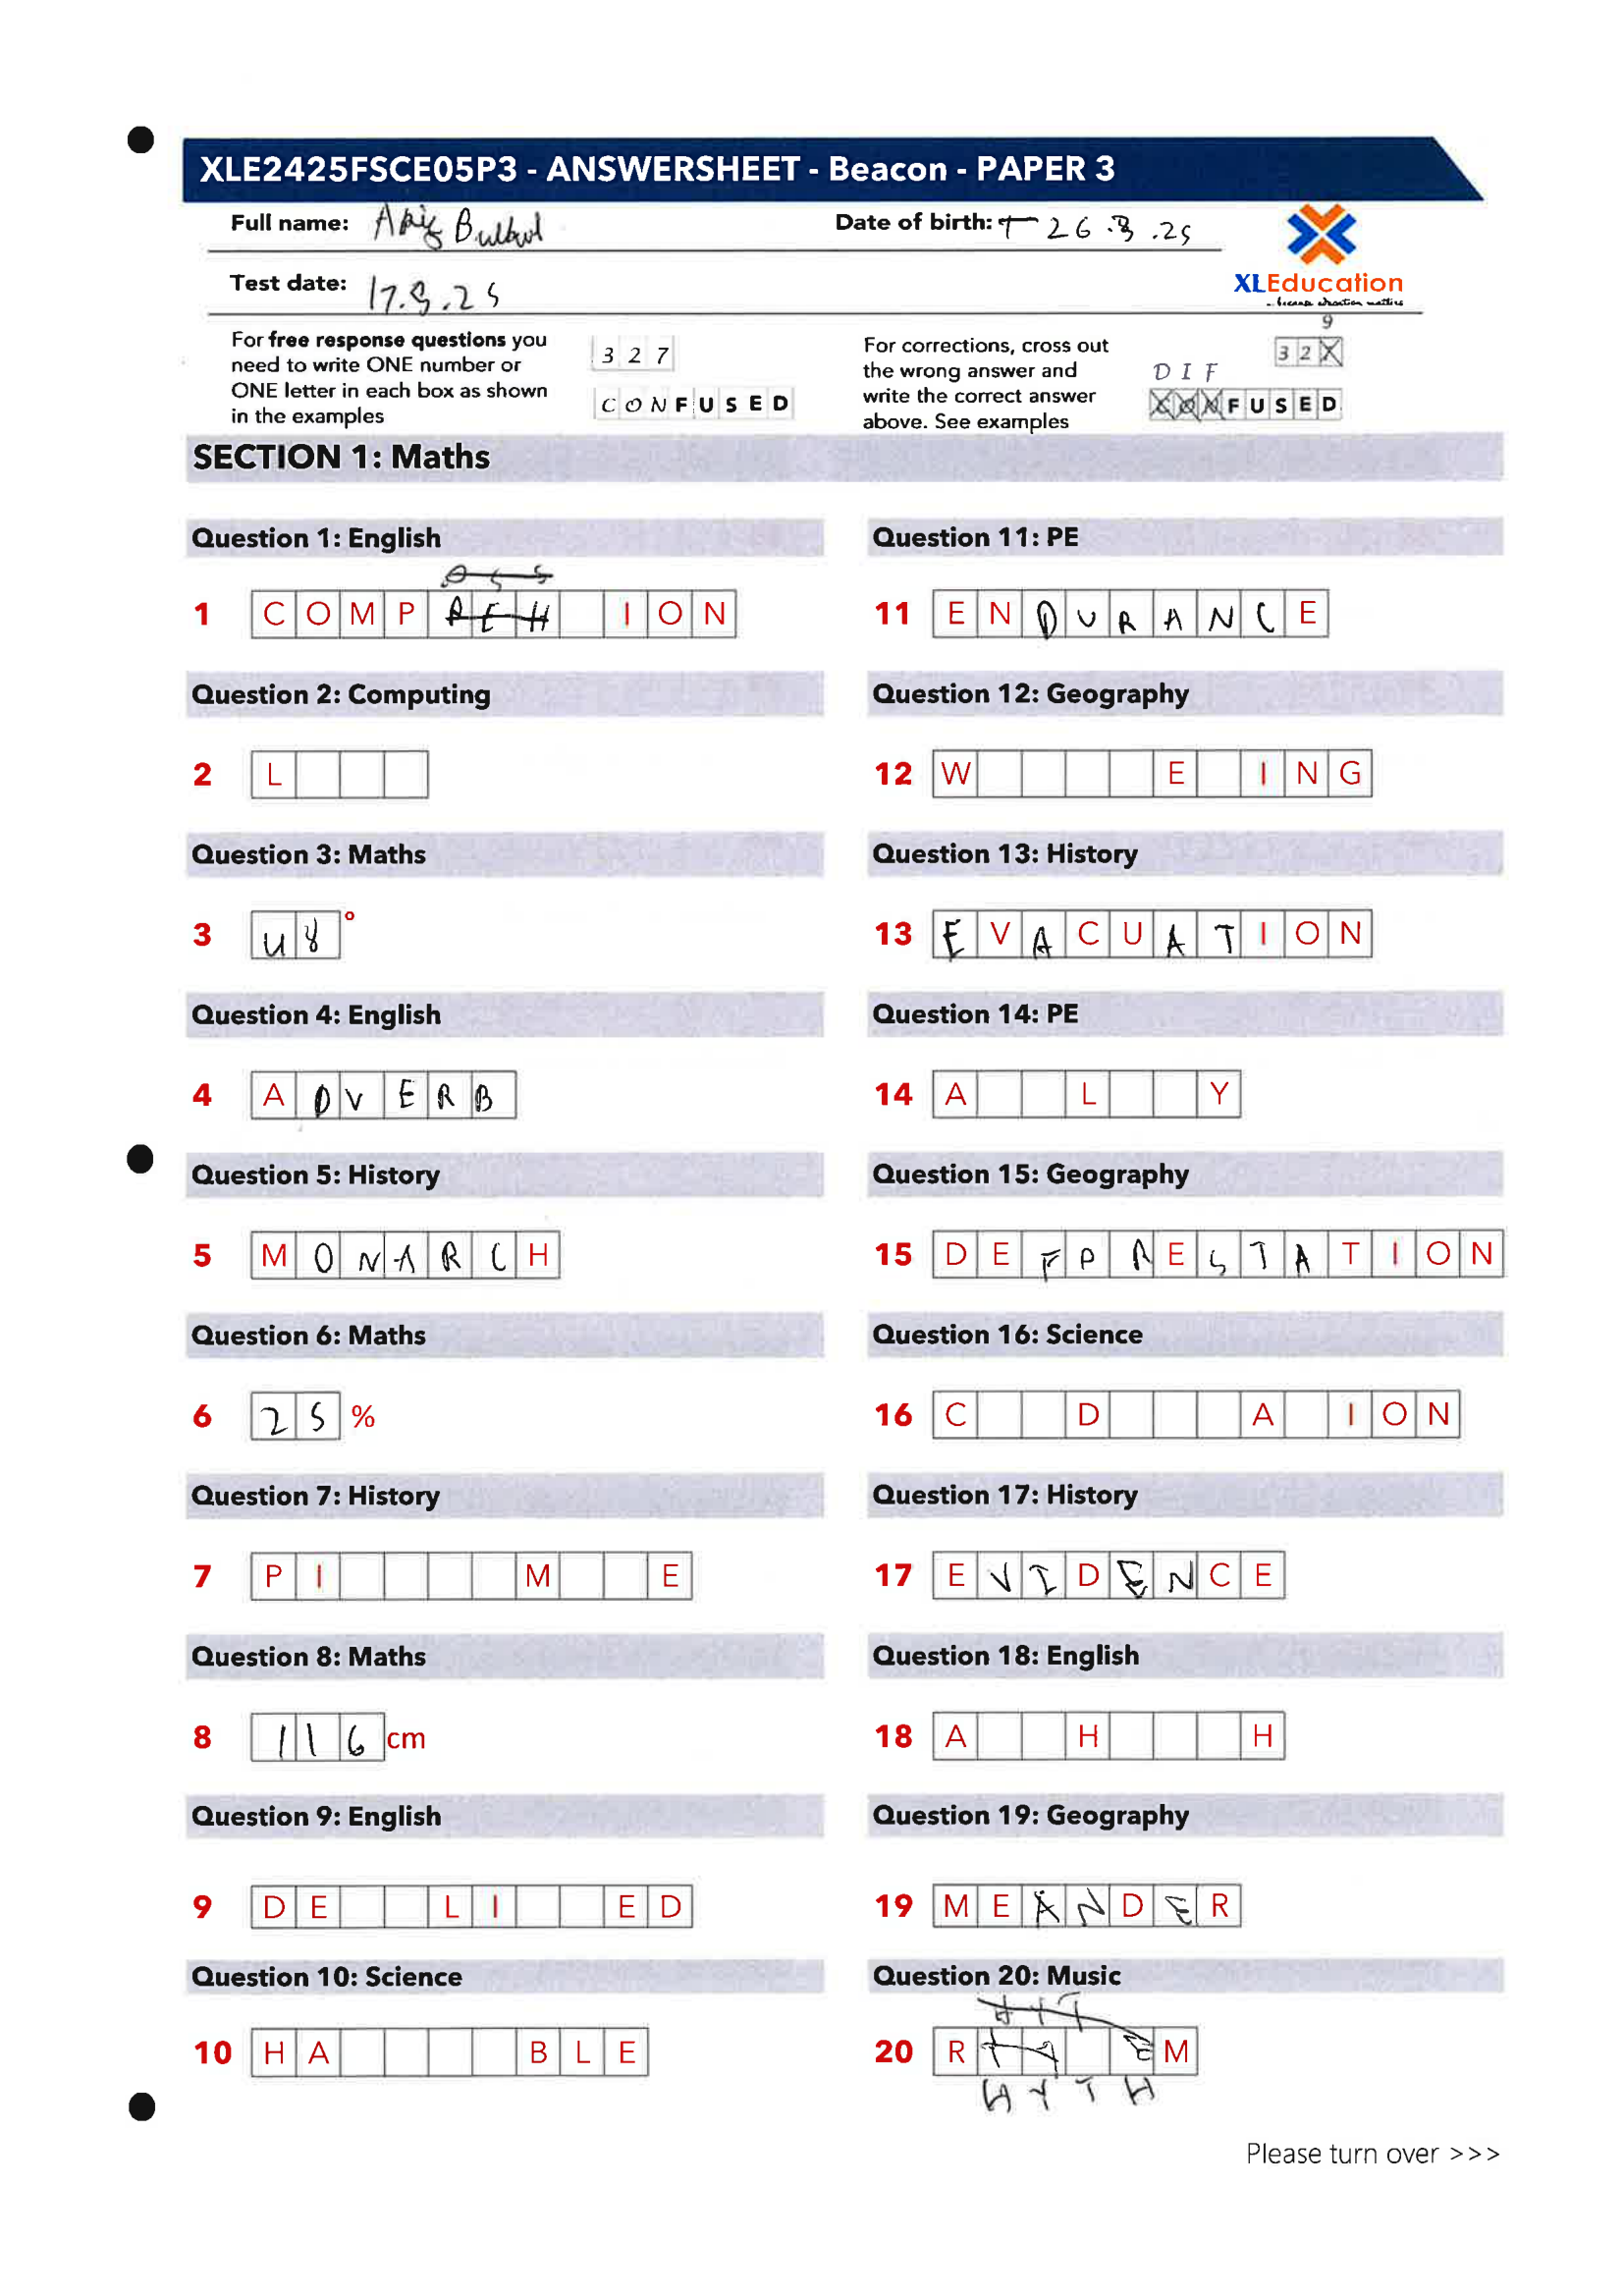 XLE2425FSCE05P3 - ANSWERSHEET - Beacon - PAPER 3
Full name:
Date of birth: 26.3.25
Test date: 17.9.25
XLEducation
...because education matters
For free response questions you
need to write ONE number or
ONE letter in each box as shown
in the examples
3 2 7
C O N F U S E D
For corrections, cross out
the wrong answer and
write the correct answer
above. See examples
9
3 2 X
D I F
C O N F U S E D
SECTION 1: Maths
Question 1: English
1 C O M P R E H I O N
Question 2: Computing
2 L
Question 3: Maths
3 4 8 °
Question 4: English
4 A D V E R B
Question 5: History
5 M O N A R C H
Question 6: Maths
6 2 5 %
Question 7: History
7 P I M E
Question 8: Maths
8 1 1 6 cm
Question 9: English
9 D E L I E D
Question 10: Science
10 H A B L E
Question 11: PE
11 E N D U R A N C E
Question 12: Geography
12 W E I N G
Question 13: History
13 E V A C U A T I O N
Question 14: PE
14 A L Y
Question 15: Geography
15 D E F O R E S T A T I O N
Question 16: Science
16 C D A I O N
Question 17: History
17 E V I D E N C E
Question 18: English
18 A H H
Question 19: Geography
19 M E A N D E R
Question 20: Music
H Y T
20 R M
H Y T H
Please turn over >>>